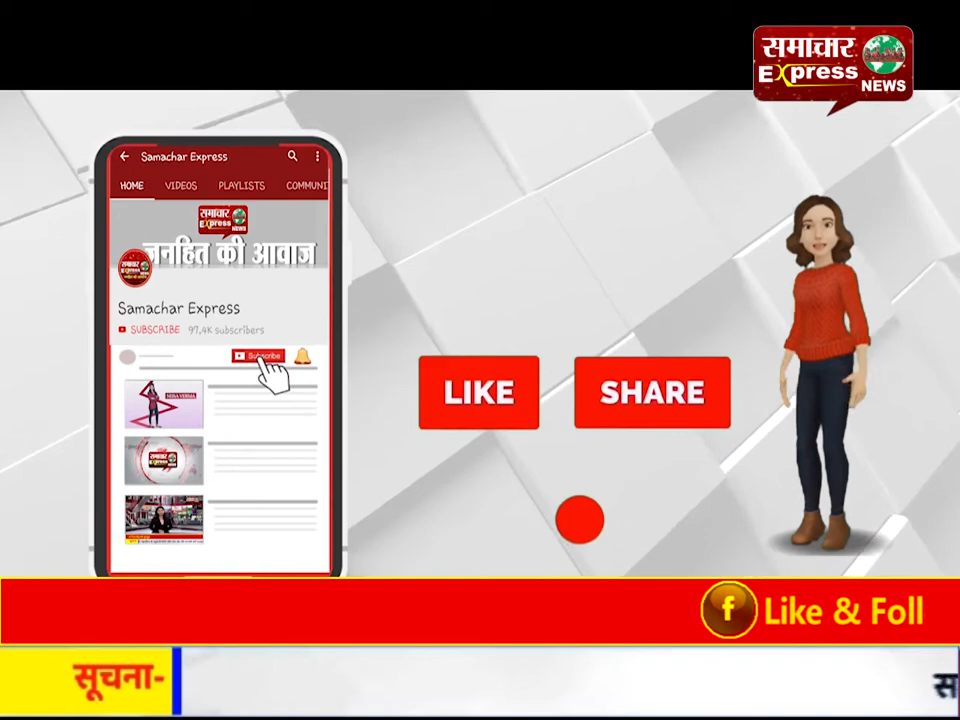 समाचार
Express
NEWS
Samachar Express
HOME VIDEOS PLAYLISTS COMMUNI
समाचार
Express
NEWS
जनहित की आवाज
Samachar Express
SUBSCRIBE 97.4K subscribers
Subscribe
LIKE SHARE
f Like & Foll
सूचना- स